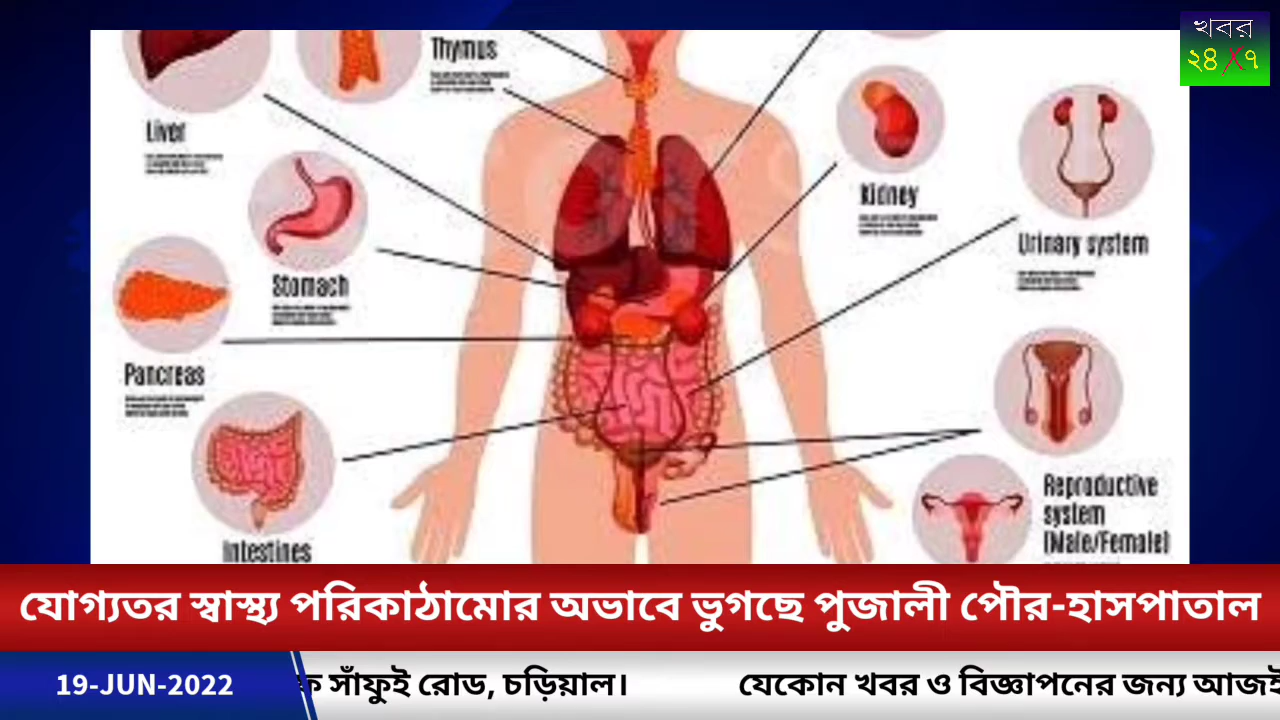 খবর
২৪X৭
Thymus
Liver
Kidney
Urinary system
Stomach
Pancreas
Reproductive
system
(Male/Female)
Intestines
যোগ্যতর স্বাস্থ্য পরিকাঠামোর অভাবে ভুগছে পুজালী পৌর-হাসপাতাল
19-JUN-2022
সাঁফুই রোড, চড়িয়াল। যেকোন খবর ও বিজ্ঞাপনের জন্য আজই